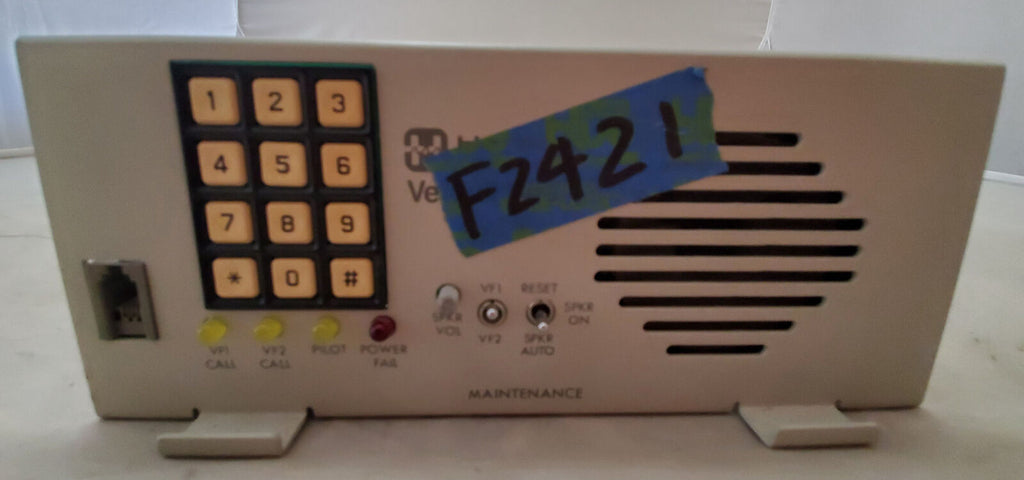 1 2 3
4 5 6
7 8 9
* 0 #
F2421
Ve
VF1
CALL
VF2
CALL
PILOT
POWER
FAIL
SPKR
VOL
VF1
VF2
RESET
SPKR
ON
SPKR
AUTO
MAINTENANCE